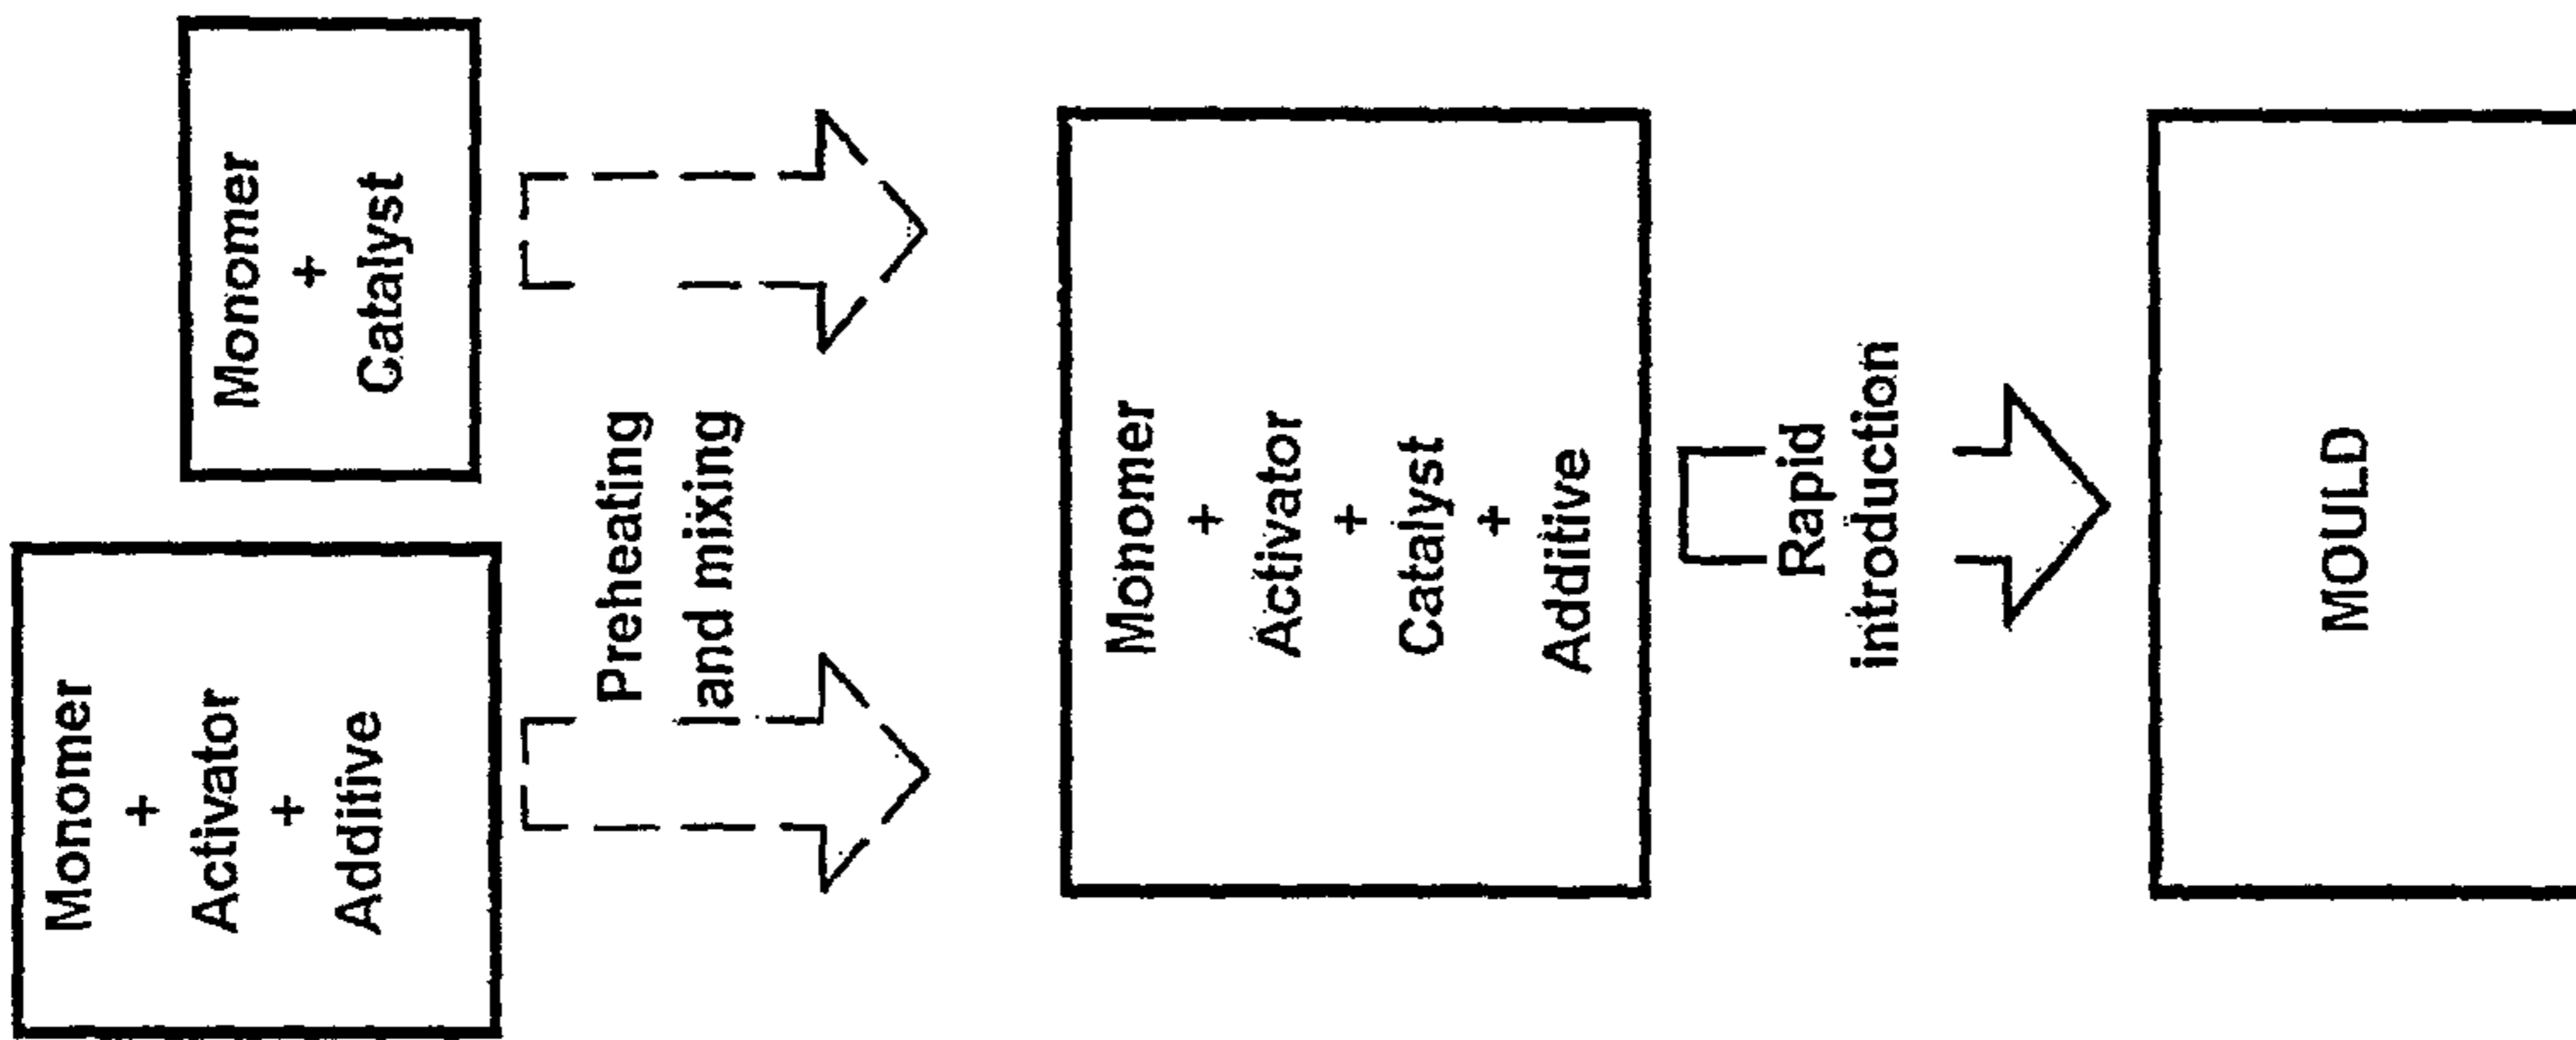 Monomer
+
Activator
+
Additive
Monomer
+
Catalyst
Preheating
and mixing
Monomer
+
Activator
+
Catalyst
+
Additive
Rapid
introduction
MOULD